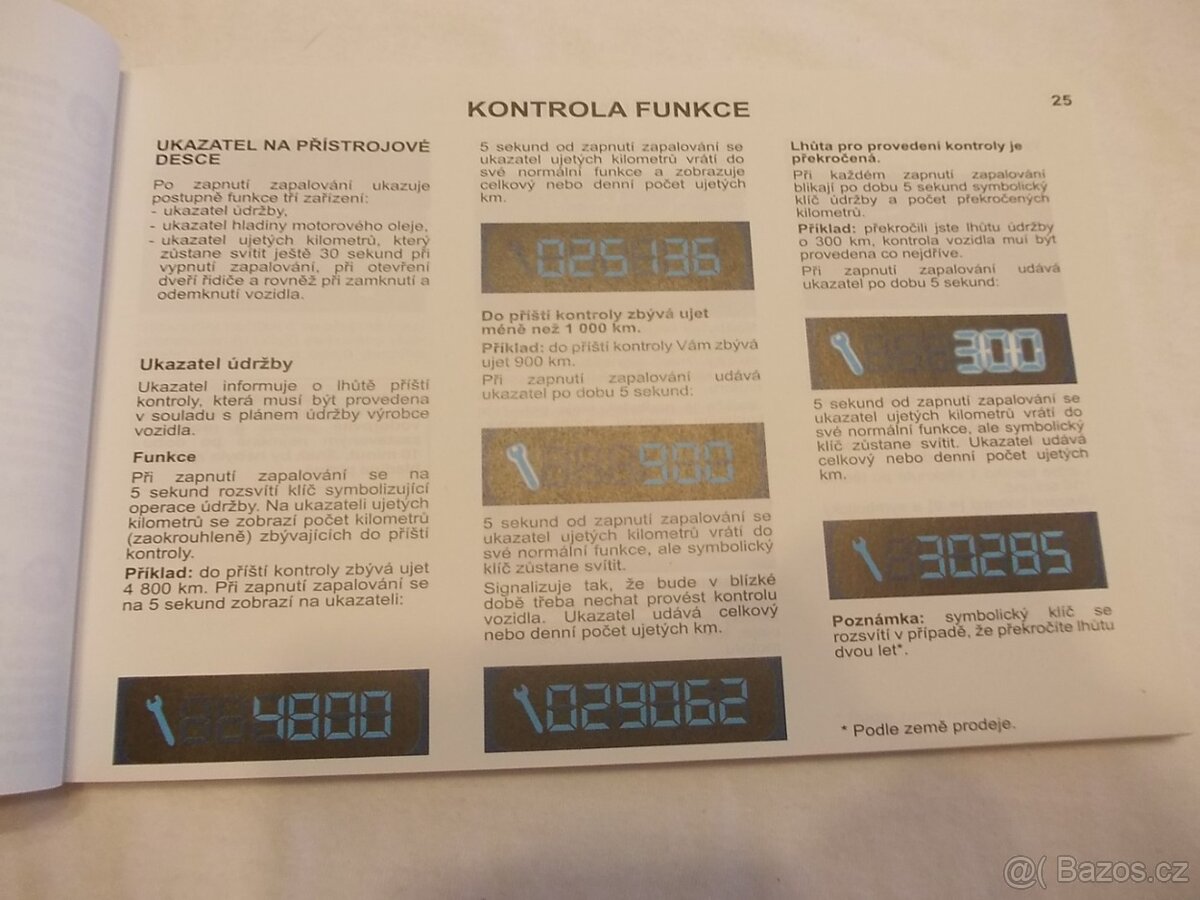 KONTROLA FUNKCE
25
UKAZATEL NA PŘÍSTROJOVÉ
DESCE
Po zapnutí zapalování ukazuje
postupně funkce tří zařízení:
- ukazatel údržby,
- ukazatel hladiny motorového oleje,
- ukazatel ujetých kilometrů, který
zůstane svítit ještě 30 sekund při
vypnutí zapalování, při otevření
dveří řidiče a rovněž při zamknutí a
odemknutí vozidla.
Ukazatel údržby
Ukazatel informuje o lhůtě příští
kontroly, která musí být provedena
v souladu s plánem údržby výrobce
vozidla.
Funkce
Při zapnutí zapalování se na
5 sekund rozsvítí klíč symbolizující
operace údržby. Na ukazateli ujetých
kilometrů se zobrazí počet kilometrů
(zaokrouhleně) zbývajících do příští
kontroly.
Příklad: do příští kontroly zbývá ujet
4 800 km. Při zapnutí zapalování se
na 5 sekund zobrazí na ukazateli:
4800
5 sekund od zapnutí zapalování se
ukazatel ujetých kilometrů vrátí do
své normální funkce a zobrazuje
celkový nebo denní počet ujetých
km.
025136
Do příští kontroly zbývá ujet
méně než 1 000 km.
Příklad: do příští kontroly Vám zbývá
ujet 900 km.
Při zapnutí zapalování udává
ukazatel po dobu 5 sekund:
900
5 sekund od zapnutí zapalování se
ukazatel ujetých kilometrů vrátí do
své normální funkce, ale symbolický
klíč zůstane svítit.
Signalizuje tak, že bude v blízké
době třeba nechat provést kontrolu
vozidla. Ukazatel udává celkový
nebo denní počet ujetých km.
029062
Lhůta pro provedení kontroly je
překročená.
Při každém zapnutí zapalování
blikají po dobu 5 sekund symbolický
klíč údržby a počet překročených
kilometrů.
Příklad: překročili jste lhůtu údržby
o 300 km, kontrola vozidla musí být
provedena co nejdříve.
Při zapnutí zapalování udává
ukazatel po dobu 5 sekund:
300
5 sekund od zapnutí zapalování se
ukazatel ujetých kilometrů vrátí do
své normální funkce, ale symbolický
klíč zůstane svítit. Ukazatel udává
celkový nebo denní počet ujetých
km.
30285
Poznámka: symbolický klíč se
rozsvítí v případě, že překročíte lhůtu
dvou let*.
* Podle země prodeje.
@( Bazos.cz